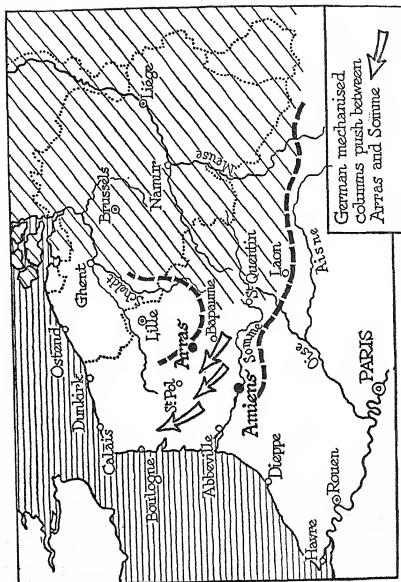 Ostend
Dunkirk
Calais
Boulogne
Abbeville
Dieppe
Havre
Rouen
PARIS
Ghent
Scheldt
Brussels
Liége
Namur
Meuse
Lille
Arras
St Pol
Bapaume
Amiens
Somme
St Quentin
Laon
Aisne
Oise
German mechanised
columns push between
Arras and Somme